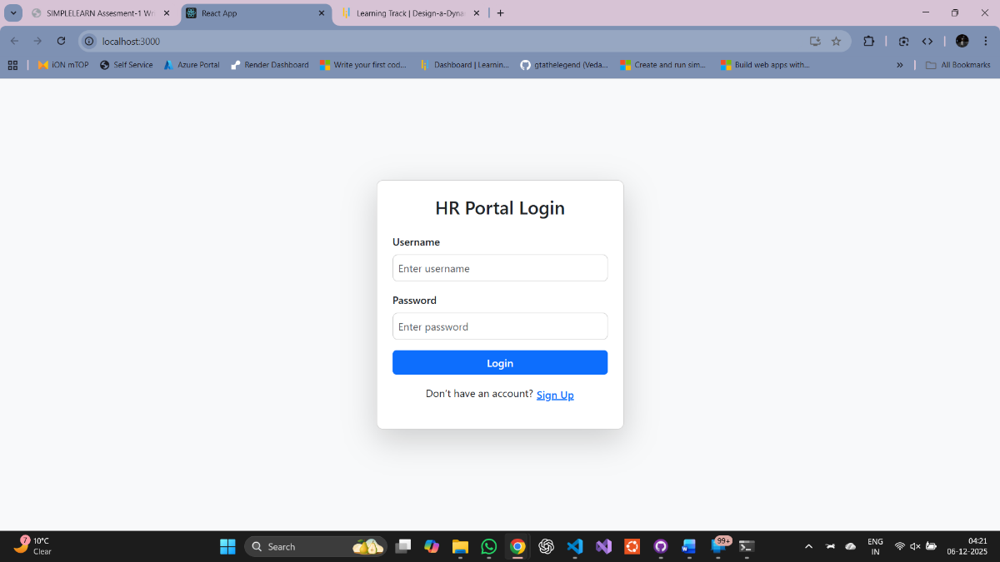 SIMPLELEARN Assesment-1 Wr
React App
Learning Track | Design-a-Dyna
localhost:3000
iON mTOP
Self Service
Azure Portal
Render Dashboard
Write your first cod...
Dashboard | Learnin...
gtathelegend (Veda...
Create and run sim...
Build web apps with...
»
All Bookmarks
HR Portal Login
Username
Enter username
Password
Enter password
Login
Don't have an account? Sign Up
7
10°C
Clear
Search
99+
ENG
IN
04:21
06-12-2025